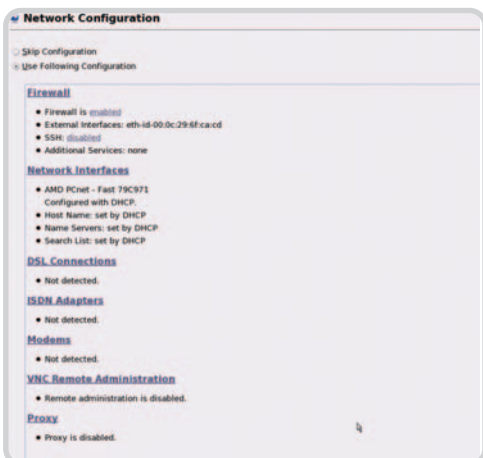 Network Configuration
Skip Configuration
Use Following Configuration
Firewall
Firewall is enabled
External Interfaces: eth-id-00:0c:29:6f:ca:cd
SSH: disabled
Additional Services: none
Network Interfaces
AMD PCnet - Fast 79C971
Configured with DHCP.
Host Name: set by DHCP
Name Servers: set by DHCP
Search List: set by DHCP
DSL Connections
Not detected.
ISDN Adapters
Not detected.
Modems
Not detected.
VNC Remote Administration
Remote administration is disabled.
Proxy
Proxy is disabled.